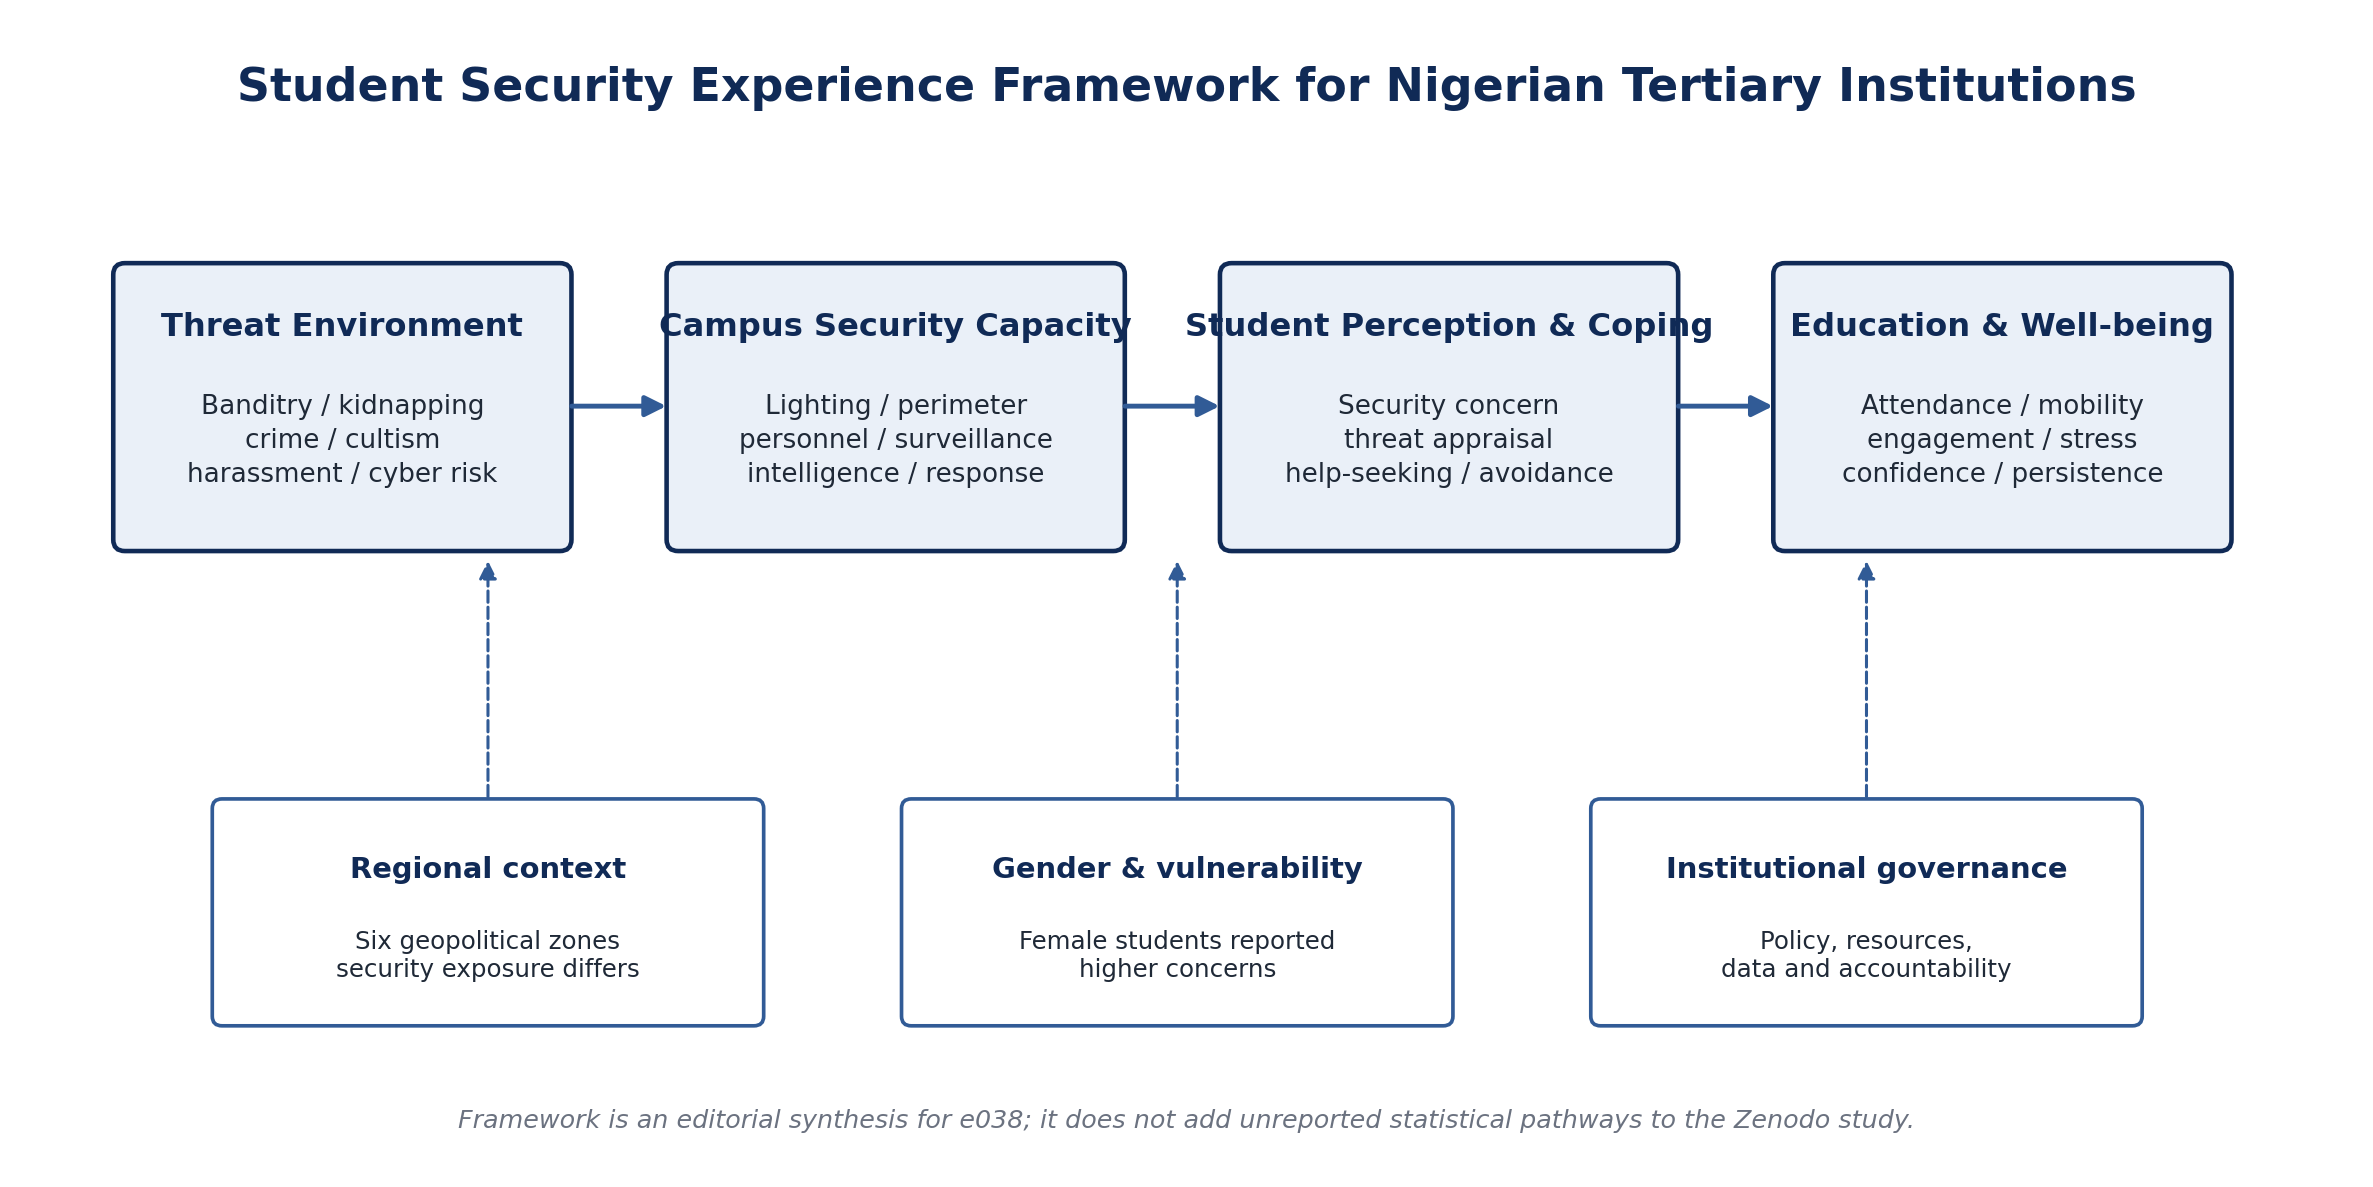 Student Security Experience Framework for Nigerian Tertiary Institutions
Threat Environment
Banditry / kidnapping
crime / cultism
harassment / cyber risk
Campus Security Capacity
Lighting / perimeter
personnel / surveillance
intelligence / response
Student Perception & Coping
Security concern
threat appraisal
help-seeking / avoidance
Education & Well-being
Attendance / mobility
engagement / stress
confidence / persistence
Regional context
Six geopolitical zones
security exposure differs
Gender & vulnerability
Female students reported
higher concerns
Institutional governance
Policy, resources,
data and accountability
Framework is an editorial synthesis for e038; it does not add unreported statistical pathways to the Zenodo study.